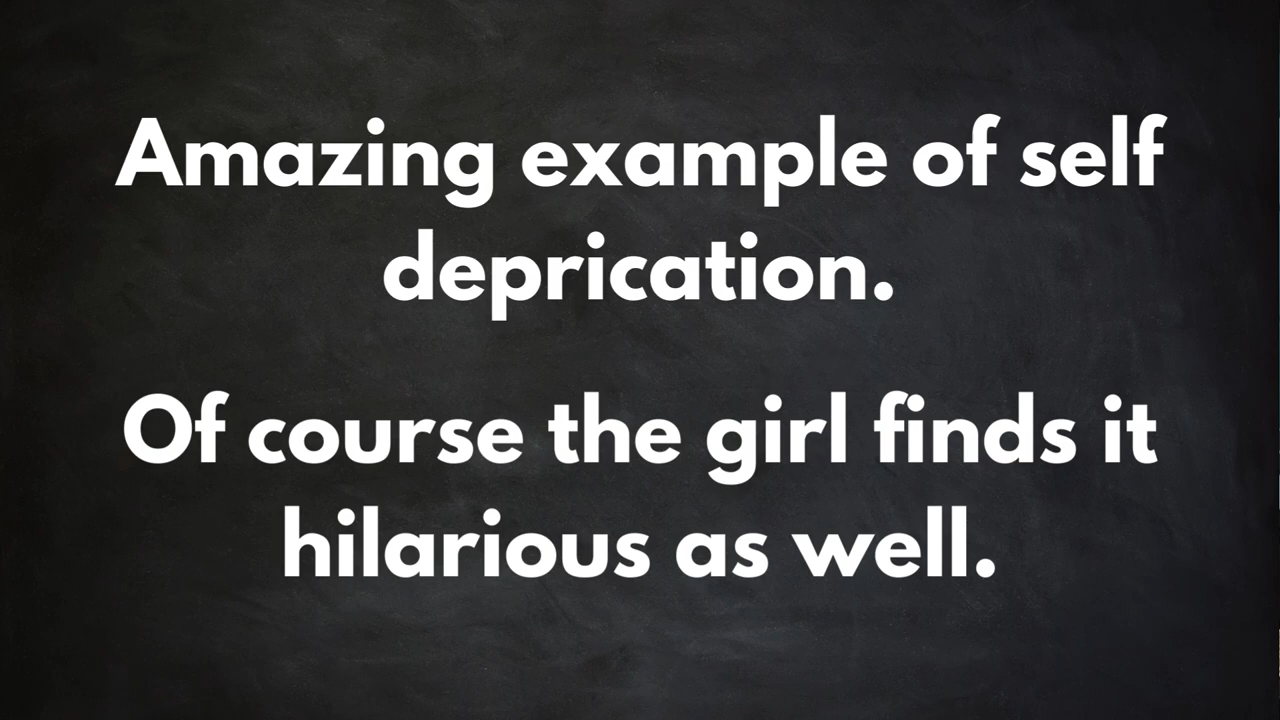 Amazing example of self
deprication.
Of course the girl finds it
hilarious as well.